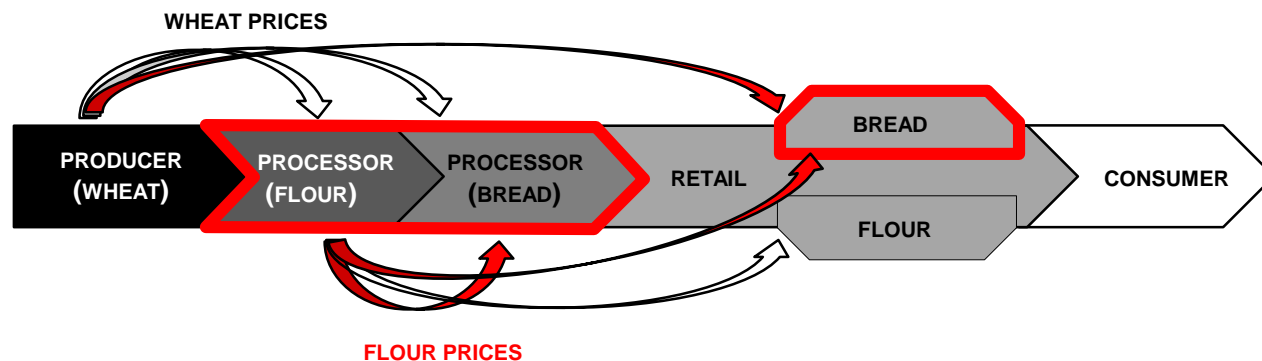 WHEAT PRICES
PRODUCER
(WHEAT)
PROCESSOR
(FLOUR)
PROCESSOR
(BREAD)
RETAIL
BREAD
FLOUR
CONSUMER
FLOUR PRICES